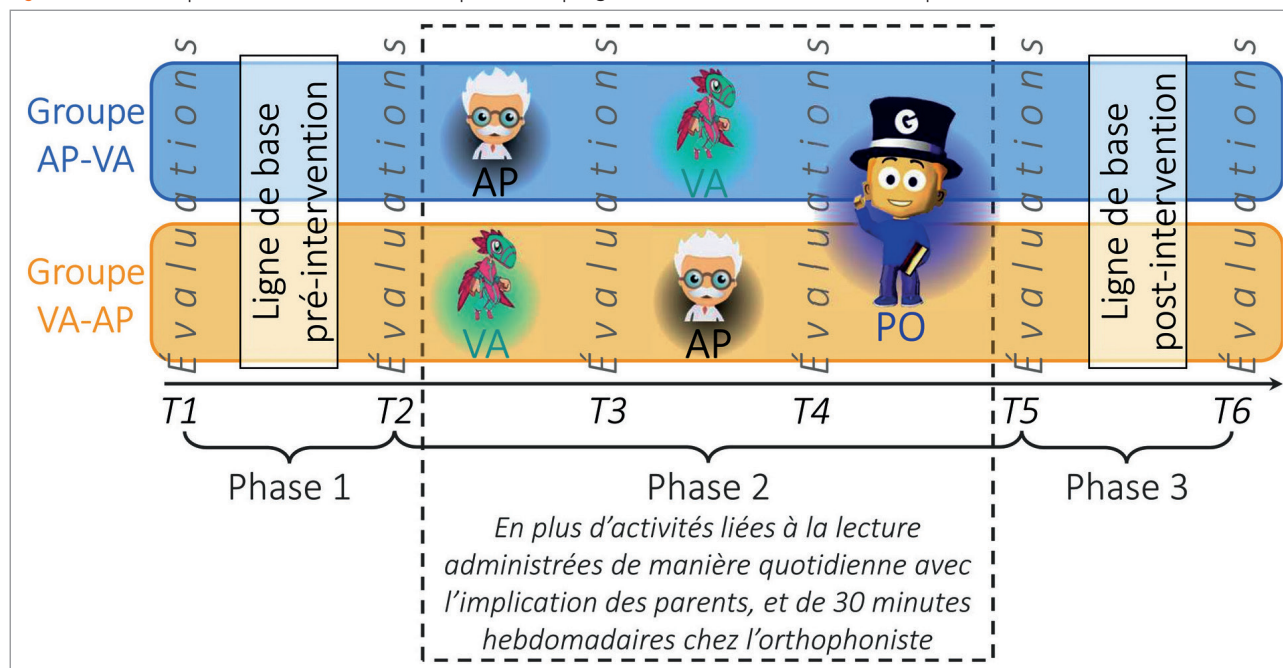 Groupe
AP-VA
Groupe
VA-AP
Évaluations
Ligne de base
pré-intervention
Évaluations
AP
VA
Évaluations
VA
AP
Évaluations
G
PO
Évaluations
Ligne de base
post-intervention
Évaluations
T1
T2
T3
T4
T5
T6
Phase 1
Phase 2
Phase 3
En plus d'activités liées à la lecture
administrées de manière quotidienne avec
l'implication des parents, et de 30 minutes
hebdomadaires chez l'orthophoniste